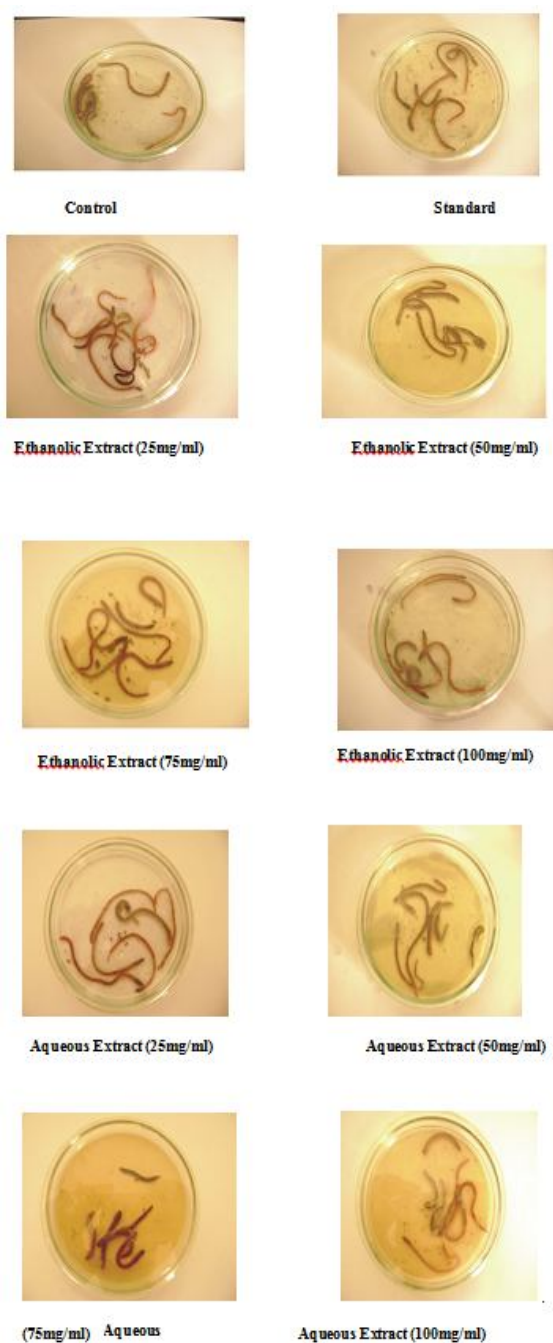 Control
Standard
Ethanolic Extract (25mg/ml)
Ethanolic Extract (50mg/ml)
Ethanolic Extract (75mg/ml)
Ethanolic Extract (100mg/ml)
Aqueous Extract (25mg/ml)
Aqueous Extract (50mg/ml)
(75mg/ml) Aqueous
Aqueous Extract (100mg/ml)
.